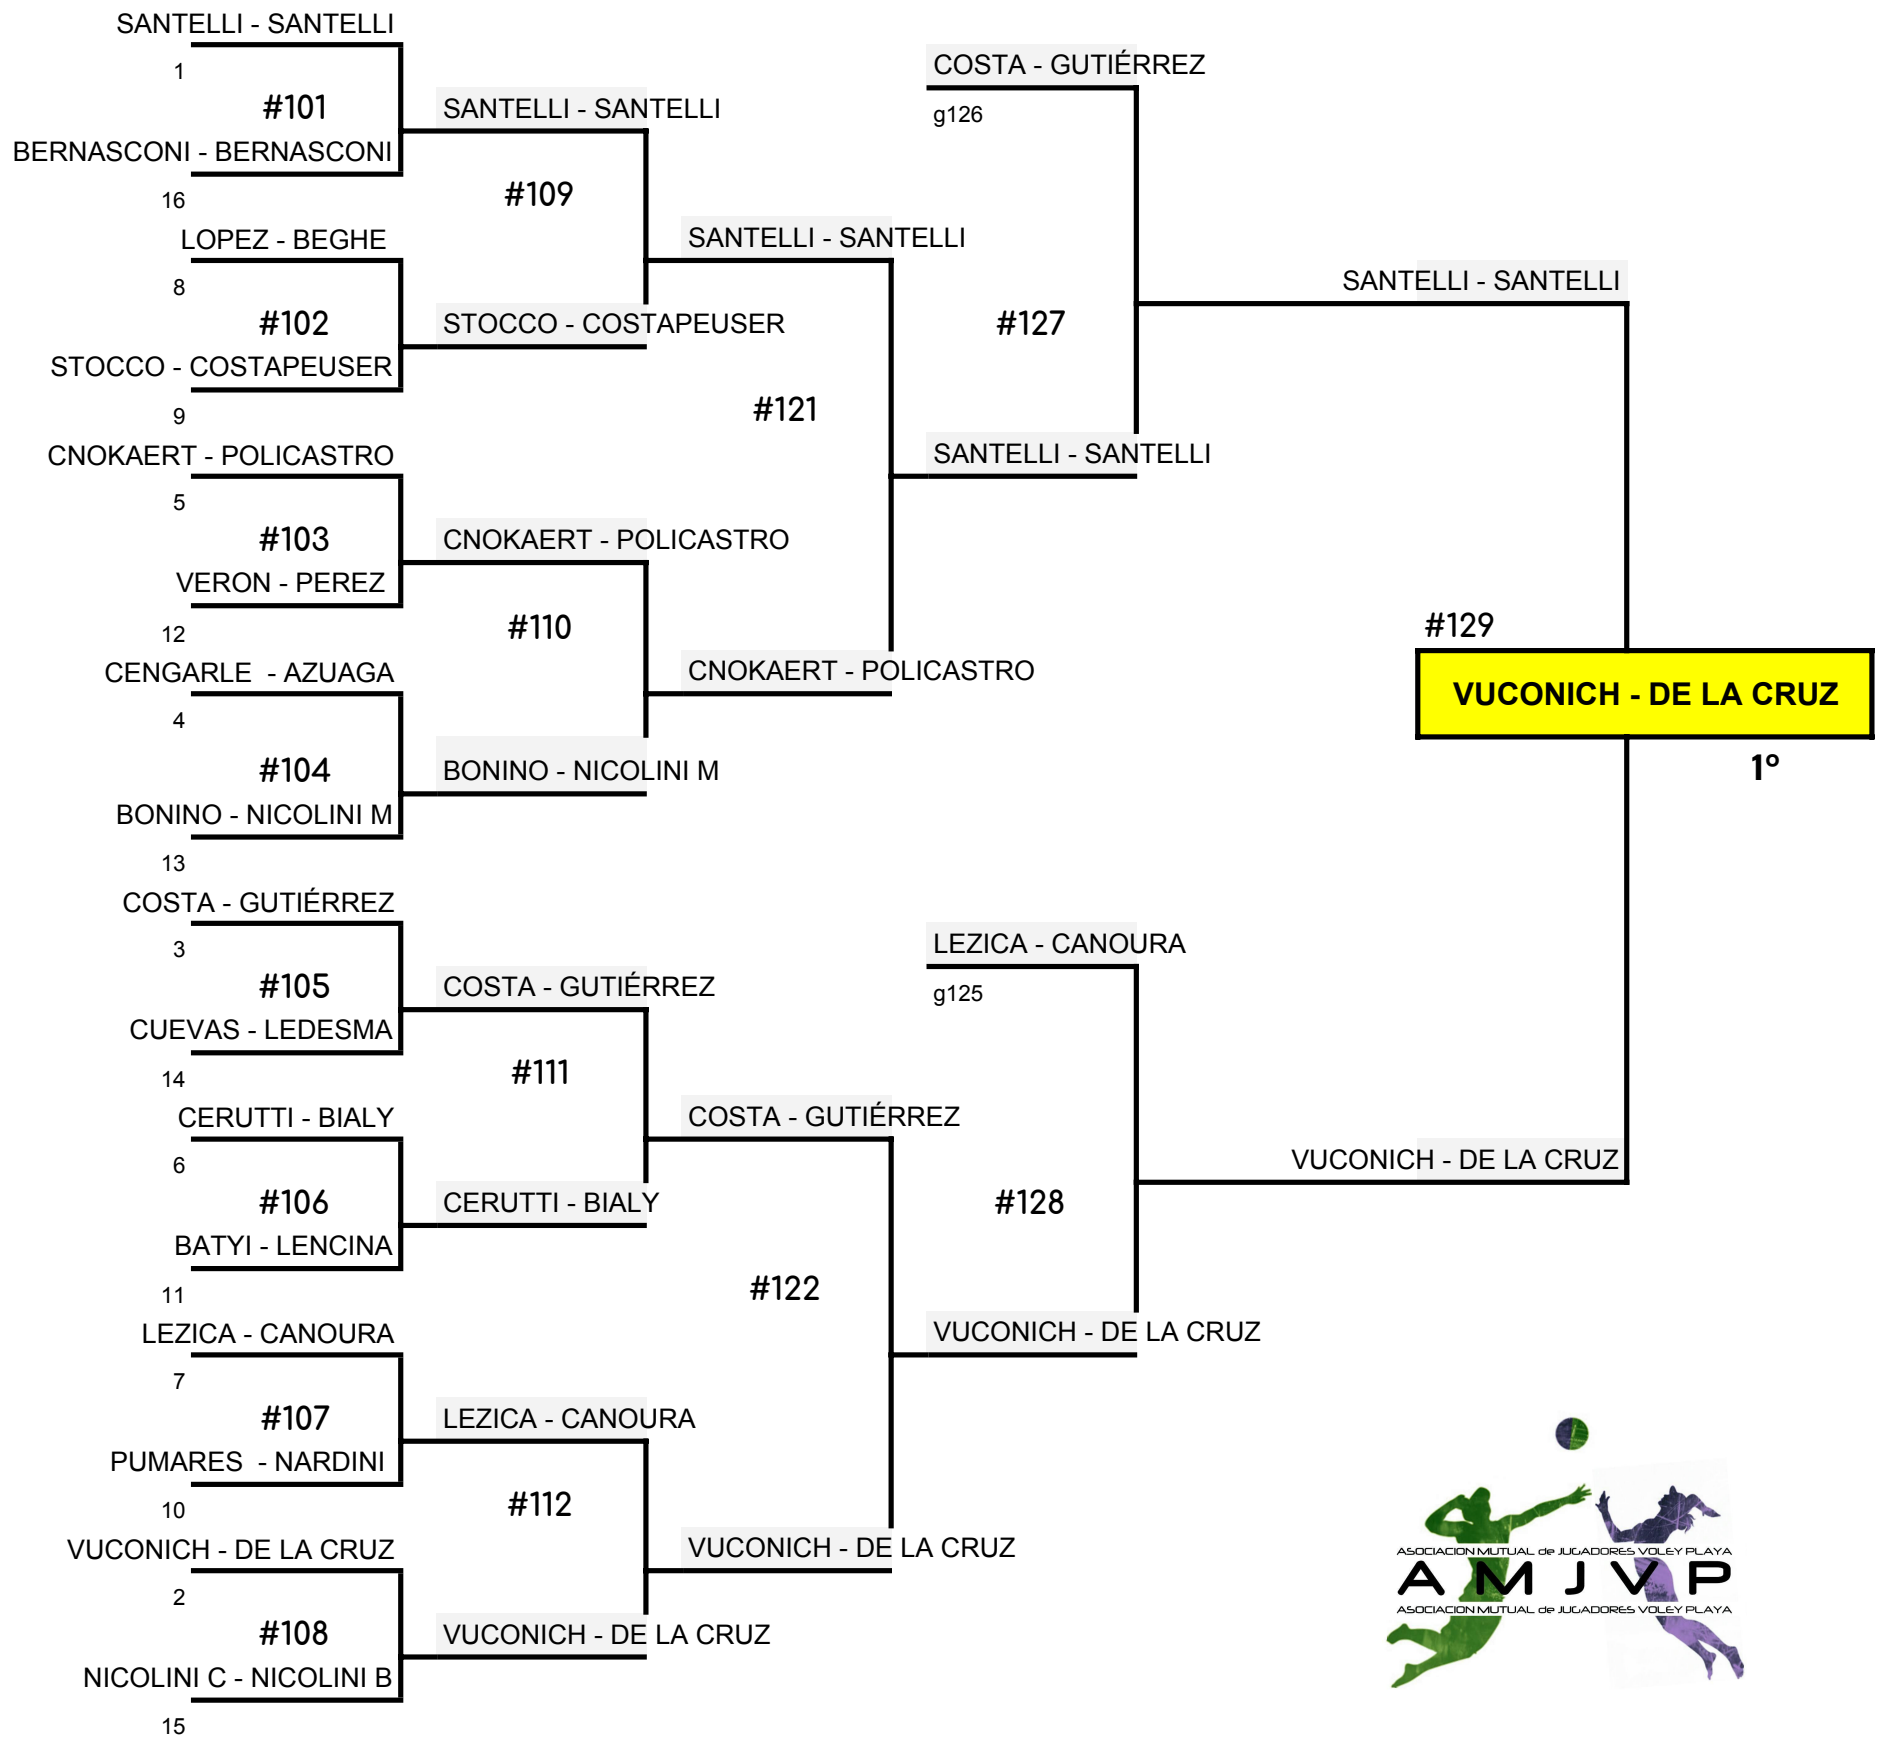 SANTELLI - SANTELLI
1
#101
BERNASCONI - BERNASCONI
16
LOPEZ - BEGHE
8
#102
STOCCO - COSTAPEUSER
9
CNOKAERT - POLICASTRO
5
#103
VERON - PEREZ
12
CENGARLE - AZUAGA
4
#104
BONINO - NICOLINI M
13
COSTA - GUTIÉRREZ
3
#105
CUEVAS - LEDESMA
14
CERUTTI - BIALY
6
#106
BATYI - LENCINA
11
LEZICA - CANOURA
7
#107
PUMARES - NARDINI
10
VUCONICH - DE LA CRUZ
2
#108
NICOLINI C - NICOLINI B
15
SANTELLI - SANTELLI
#109
STOCCO - COSTAPEUSER
CNOKAERT - POLICASTRO
#110
BONINO - NICOLINI M
COSTA - GUTIÉRREZ
#111
CERUTTI - BIALY
LEZICA - CANOURA
#112
VUCONICH - DE LA CRUZ
SANTELLI - SANTELLI
#121
CNOKAERT - POLICASTRO
COSTA - GUTIÉRREZ
#122
VUCONICH - DE LA CRUZ
COSTA - GUTIÉRREZ
g126
#127
SANTELLI - SANTELLI
LEZICA - CANOURA
g125
#128
VUCONICH - DE LA CRUZ
SANTELLI - SANTELLI
#129
VUCONICH - DE LA CRUZ
1º
VUCONICH - DE LA CRUZ
ASOCIACION MUTUAL de JUGADORES VOLEY PLAYA
AMJVP
ASOCIACION MUTUAL de JUGADORES VOLEY PLAYA